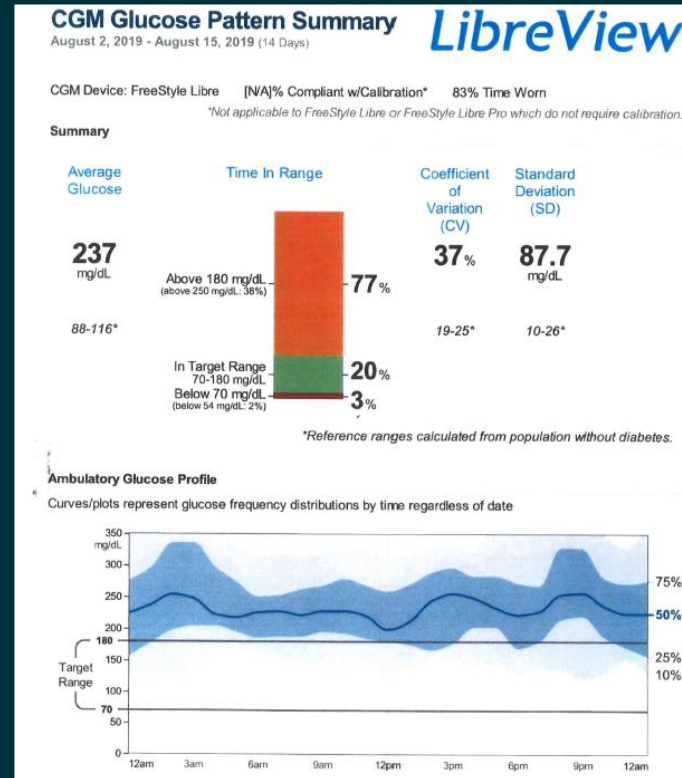 CGM Glucose Pattern Summary
LibreView
August 2, 2019 - August 15, 2019 (14 Days)
CGM Device: FreeStyle Libre [N/A]% Compliant w/Calibration* 83% Time Worn
*Not applicable to FreeStyle Libre or FreeStyle Libre Pro which do not require calibration.
Summary
Average Glucose
237
mg/dL
88-116*
Time In Range
Above 180 mg/dL
(above 250 mg/dL: 38%)
77%
In Target Range
70-180 mg/dL
20%
Below 70 mg/dL
(below 54 mg/dL: 2%)
3%
Coefficient
of
Variation
(CV)
37%
19-25*
Standard
Deviation
(SD)
87.7
mg/dL
10-26*
*Reference ranges calculated from population without diabetes.
Ambulatory Glucose Profile
Curves/plots represent glucose frequency distributions by time regardless of date
350
mg/dL
300
250
200
180
150
100
70
50
0
Target
Range
75%
50%
25%
10%
12am 3am 6am 9am 12pm 3pm 6pm 9pm 12am